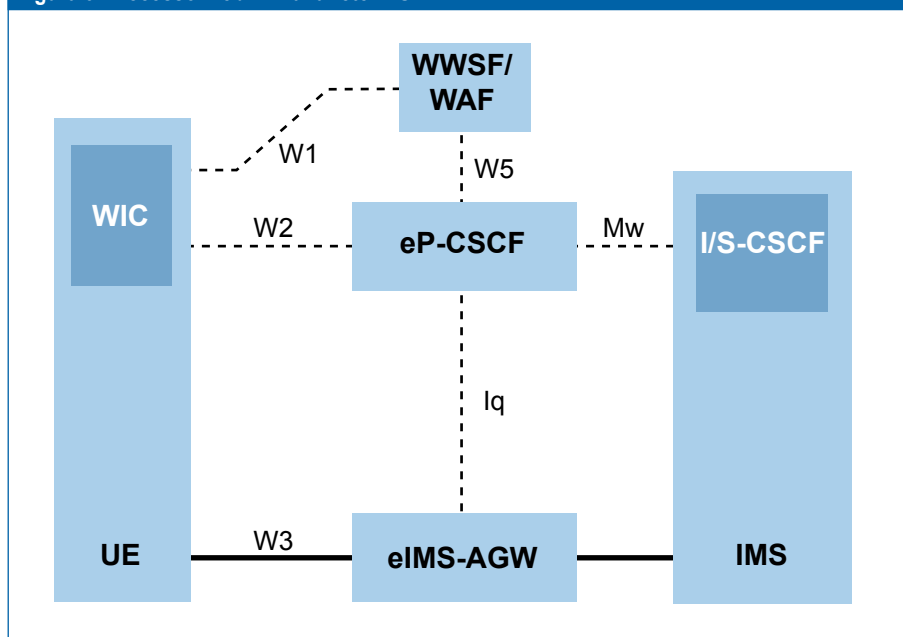 WWSF/
WAF
W1
W5
WIC
W2
eP-CSCF
Mw
I/S-CSCF
Iq
UE
W3
eIMS-AGW
IMS